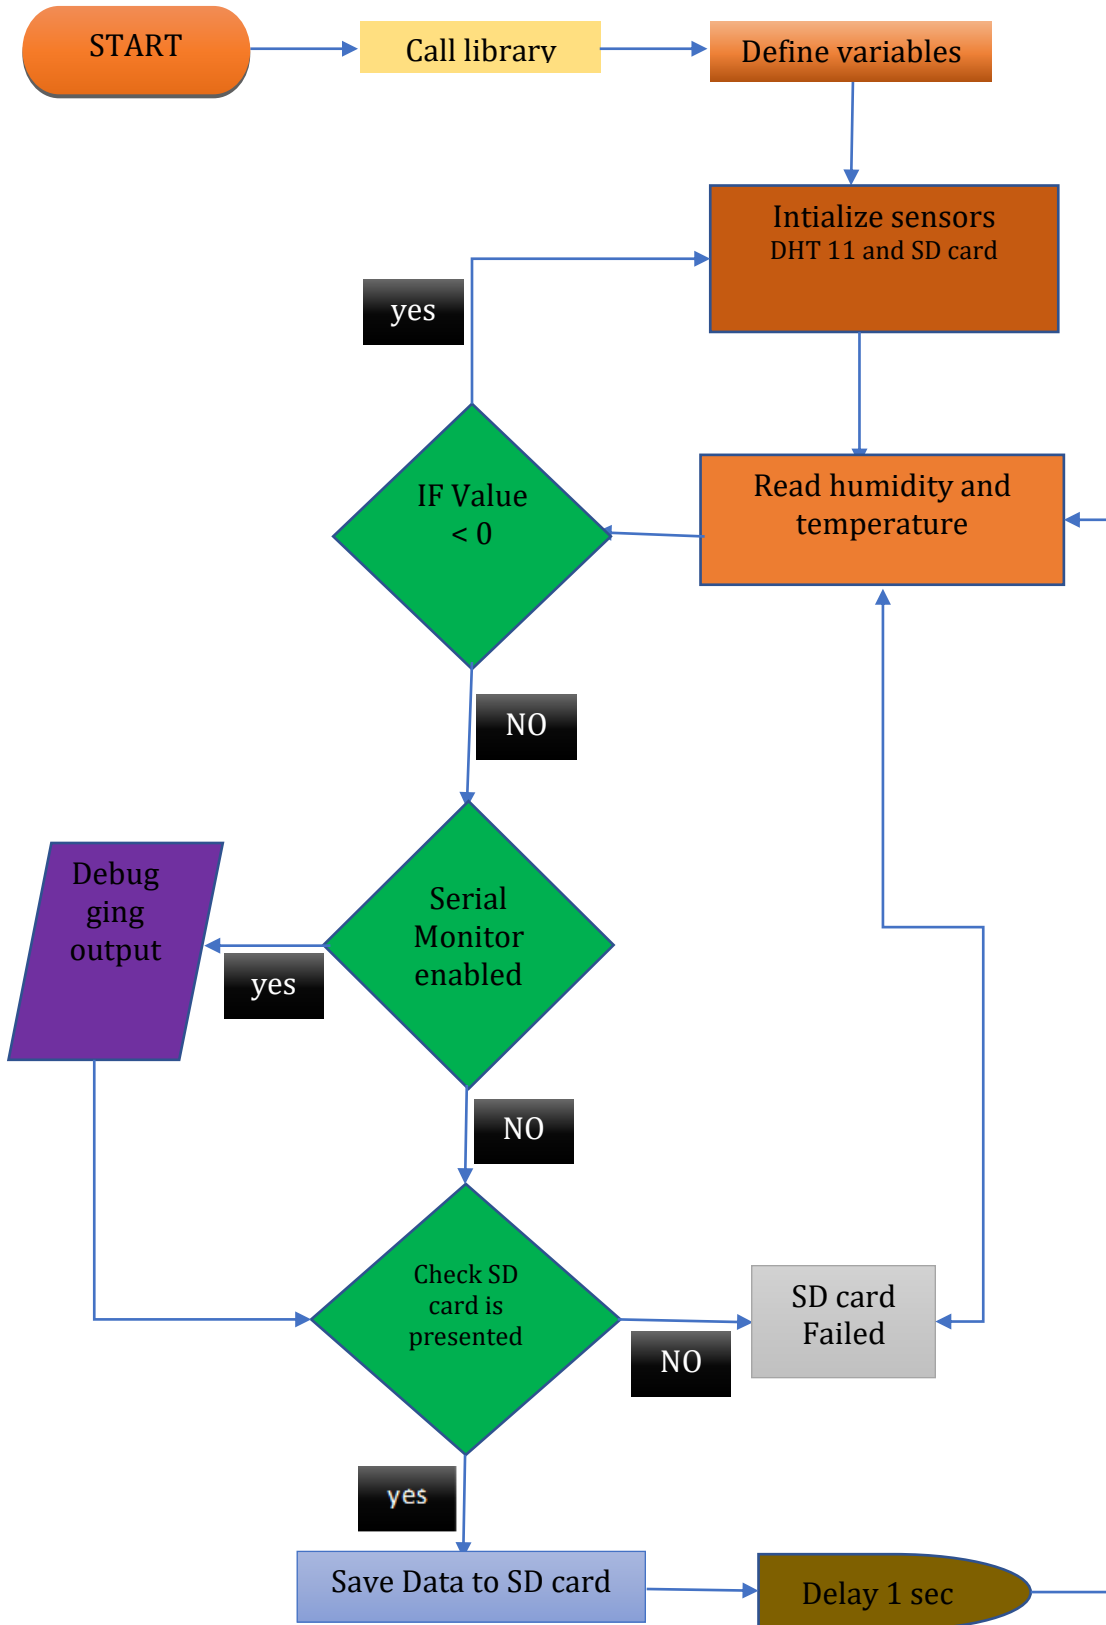 START
Call library
Define variables
Intialize sensors
DHT 11 and SD card
yes
IF Value
< 0
Read humidity and
temperature
NO
Debug
ging
output
Serial
Monitor
enabled
yes
NO
Check SD
card is
presented
SD card
Failed
NO
yes
Save Data to SD card
Delay 1 sec